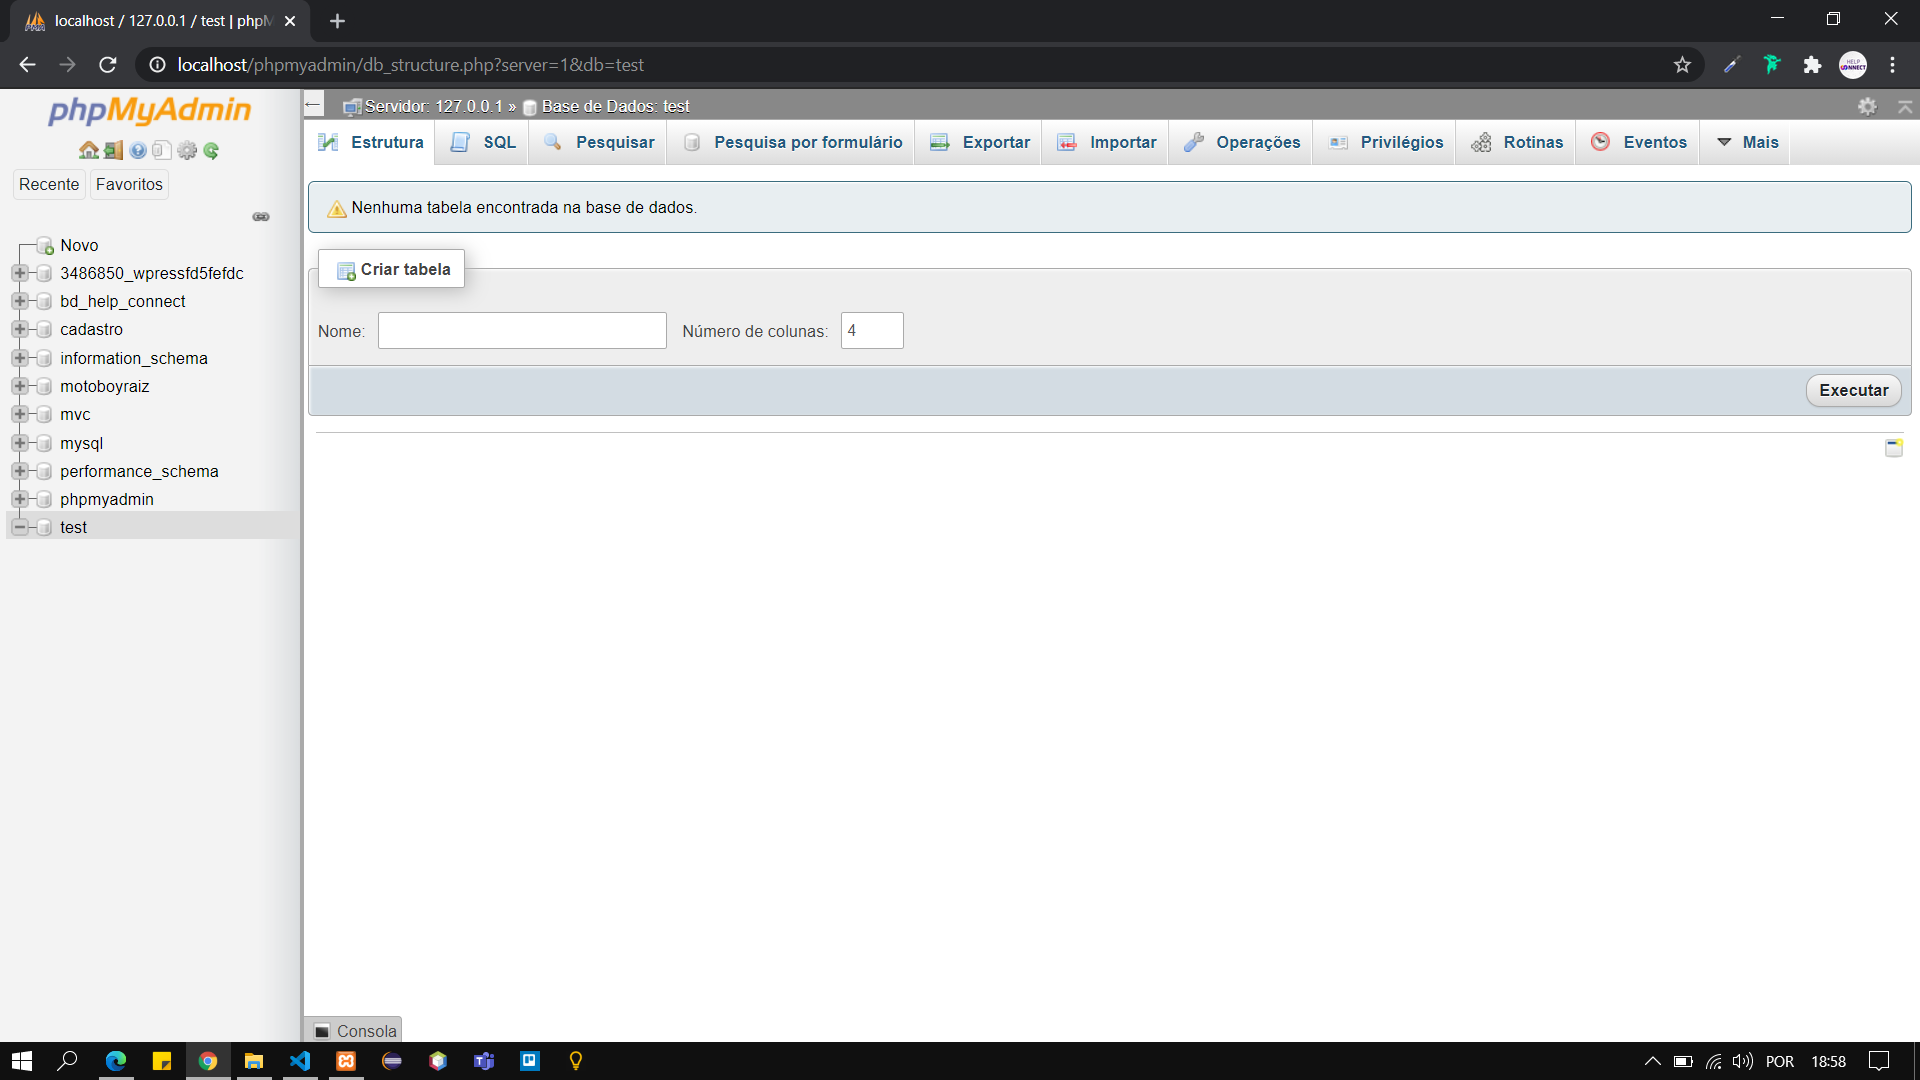 localhost / 127.0.0.1 / test | phpM
localhost/phpmyadmin/db_structure.php?server=1&db=test
HELP CONNECT
phpMyAdmin
Recente Favoritos
Novo
3486850_wpressfd5fefdc
bd_help_connect
cadastro
information_schema
motoboyraiz
mvc
mysql
performance_schema
phpmyadmin
test
Servidor: 127.0.0.1 » Base de Dados: test
Estrutura SQL Pesquisar Pesquisa por formulário Exportar Importar Operações Privilégios Rotinas Eventos Mais
Nenhuma tabela encontrada na base de dados.
Criar tabela
Nome: Número de colunas: 4
Executar
Consola
POR 18:58